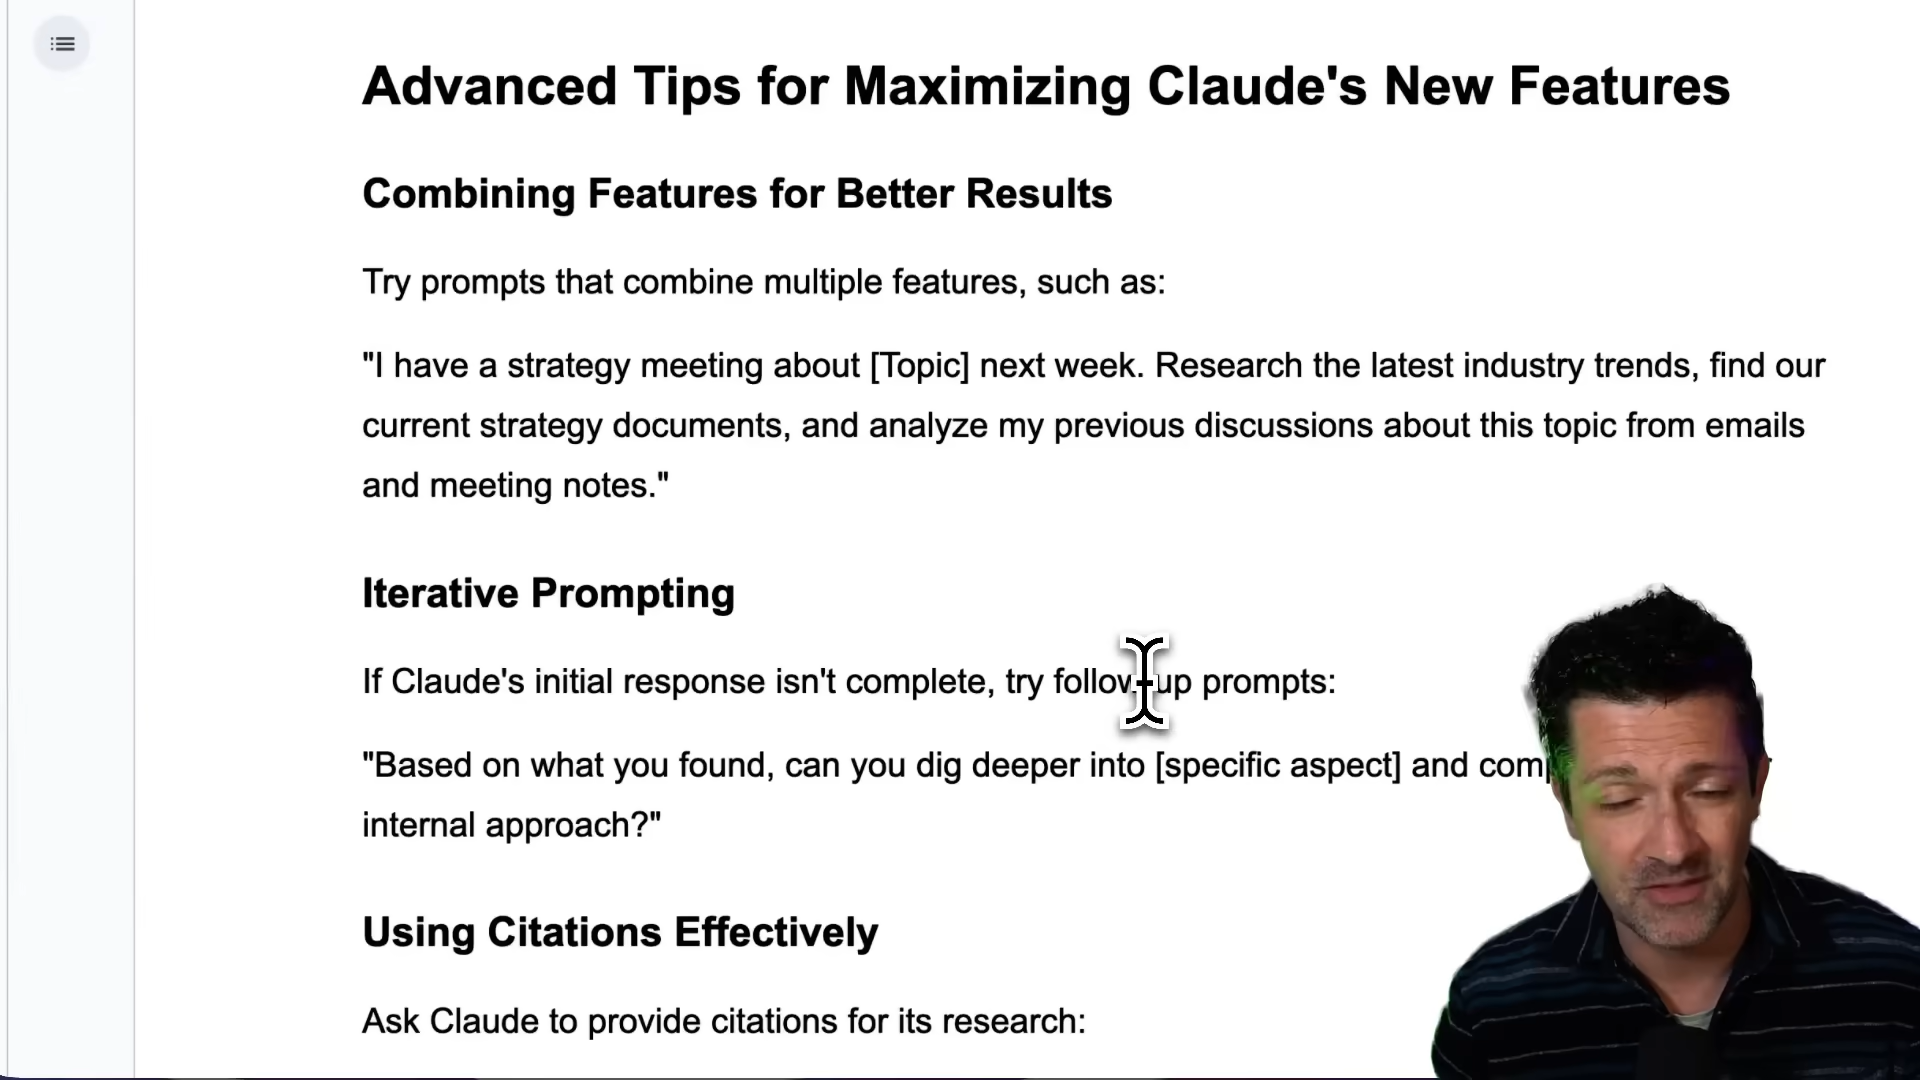 Advanced Tips for Maximizing Claude's New Features
Combining Features for Better Results
Try prompts that combine multiple features, such as:
"I have a strategy meeting about [Topic] next week. Research the latest industry trends, find our
current strategy documents, and analyze my previous discussions about this topic from emails
and meeting notes."
Iterative Prompting
If Claude's initial response isn't complete, try follow-up prompts:
"Based on what you found, can you dig deeper into [specific aspect] and
internal approach?"
Using Citations Effectively
Ask Claude to provide citations for its research: